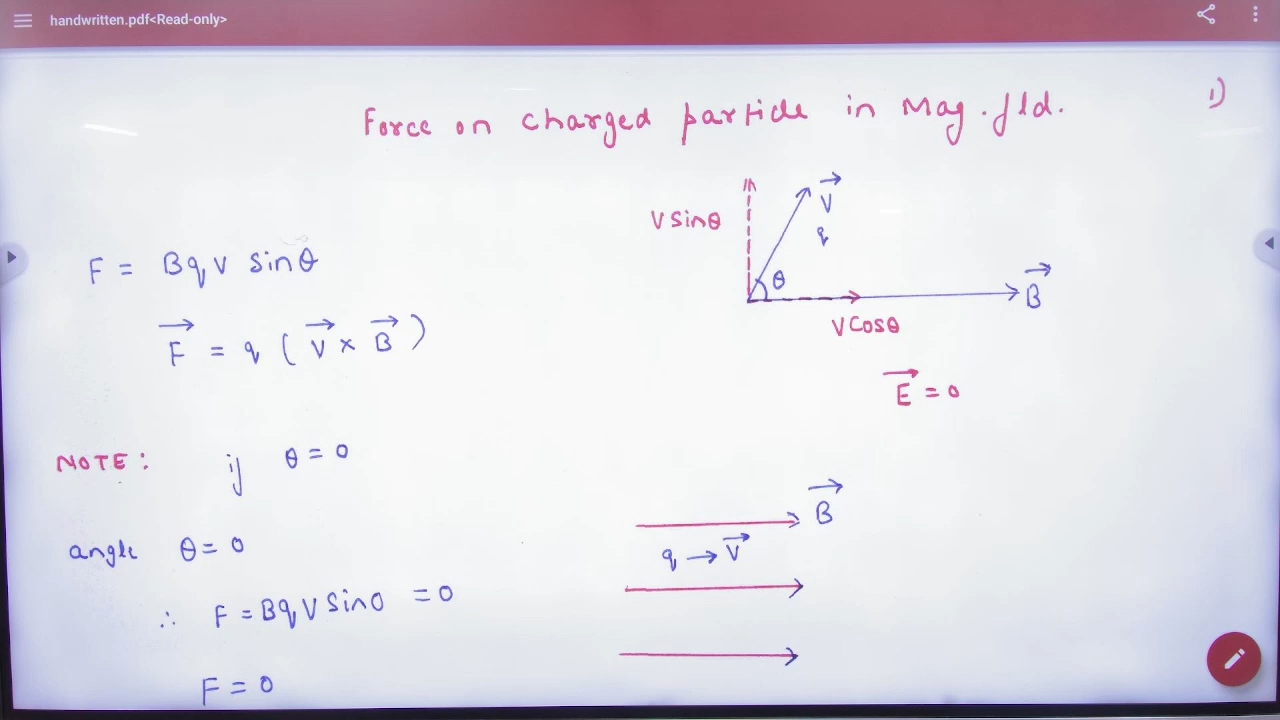 handwritten.pdf<Read-only>
Force on charged particle in Mag. fld.
1)
V
V sinθ
q
F = BqV sinθ
θ
B
V cosθ
F = q (V × B)
E = 0
NOTE: if θ = 0
B
angle θ = 0
q → V
∴ F = BqV sin0 = 0
F = 0